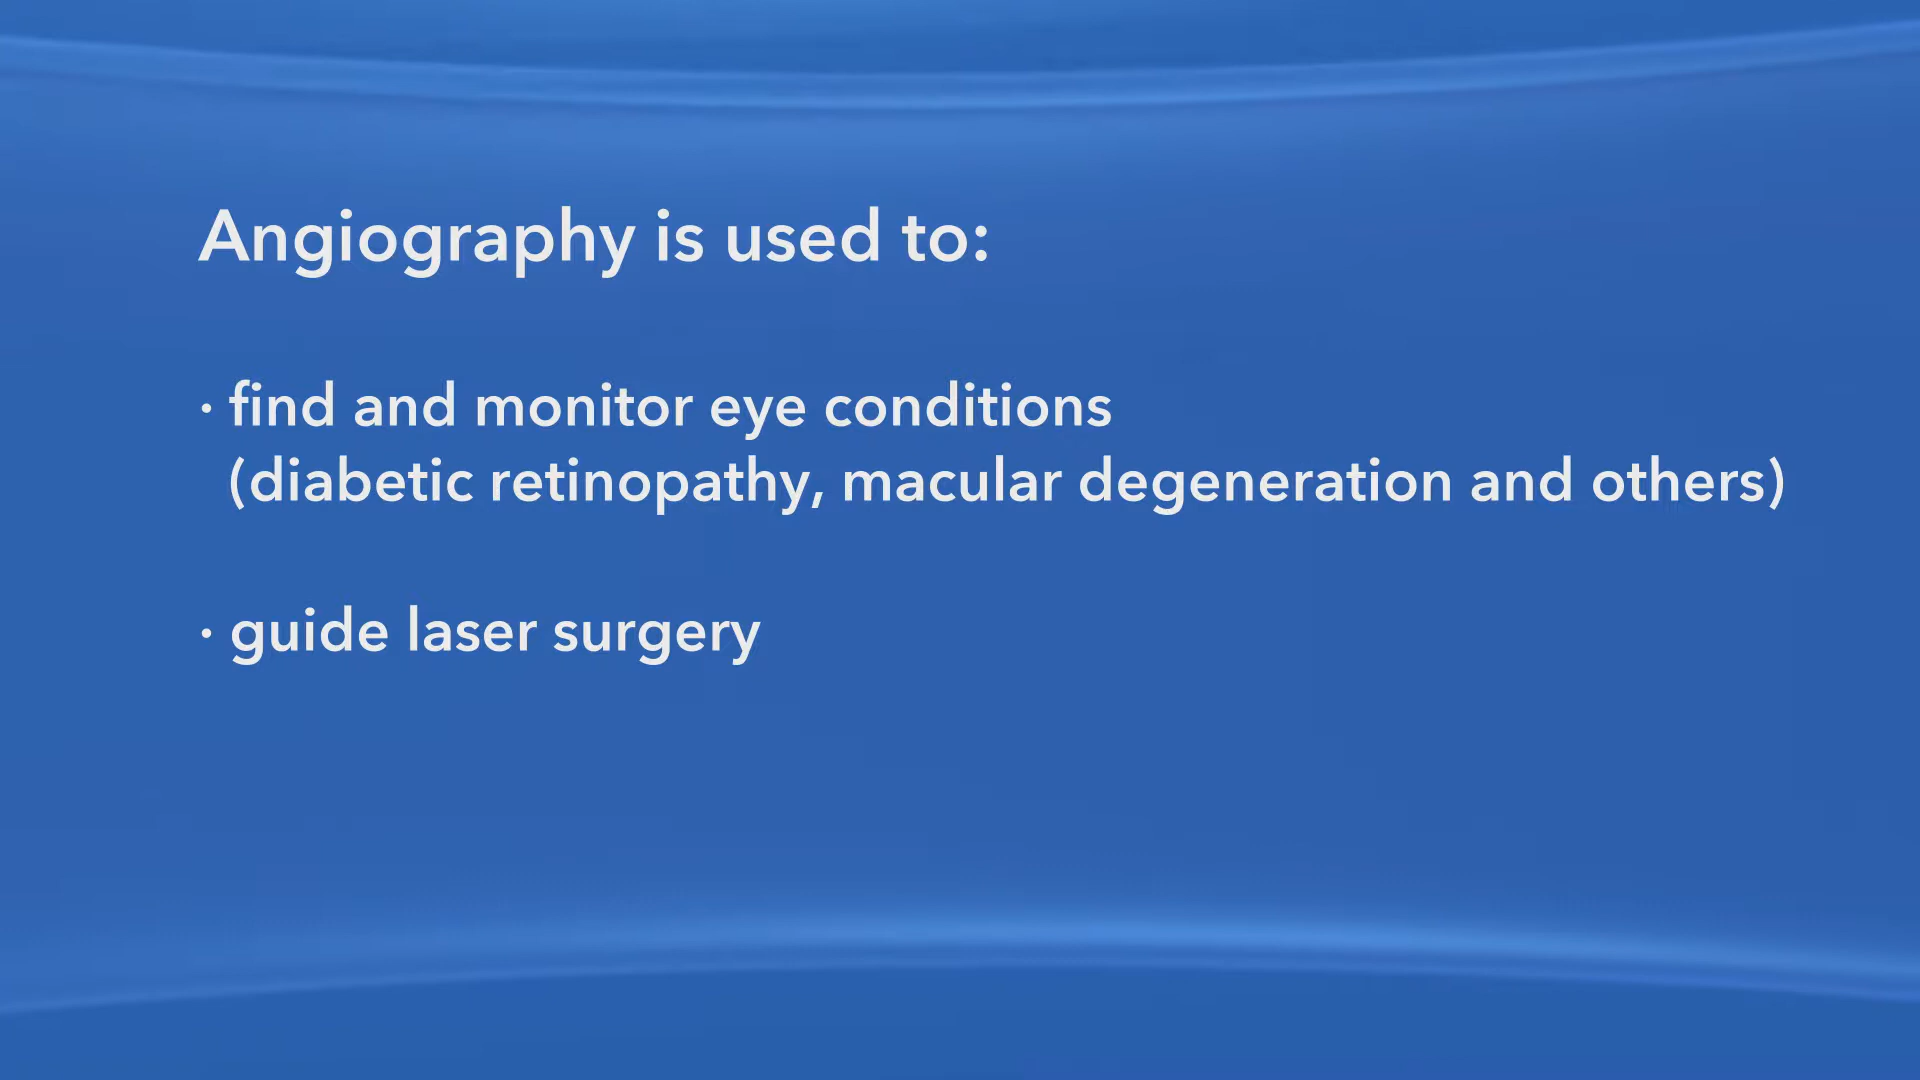 Angiography is used to:
· find and monitor eye conditions
(diabetic retinopathy, macular degeneration and others)
· guide laser surgery